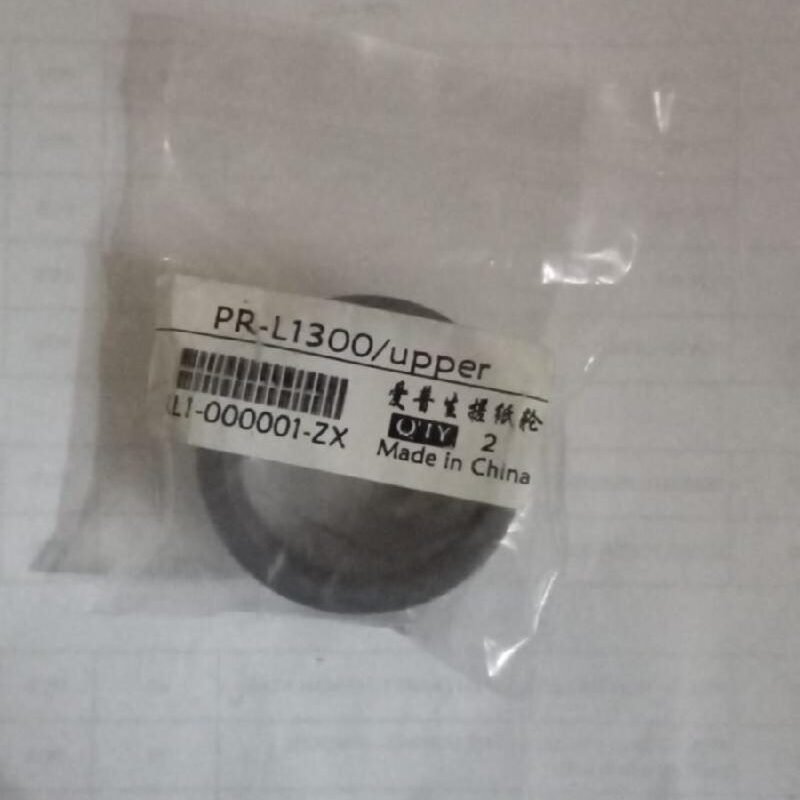 PR-L1300/upper
爱普生搓纸轮
L1-000001-ZX
Q'TY 2
Made in China